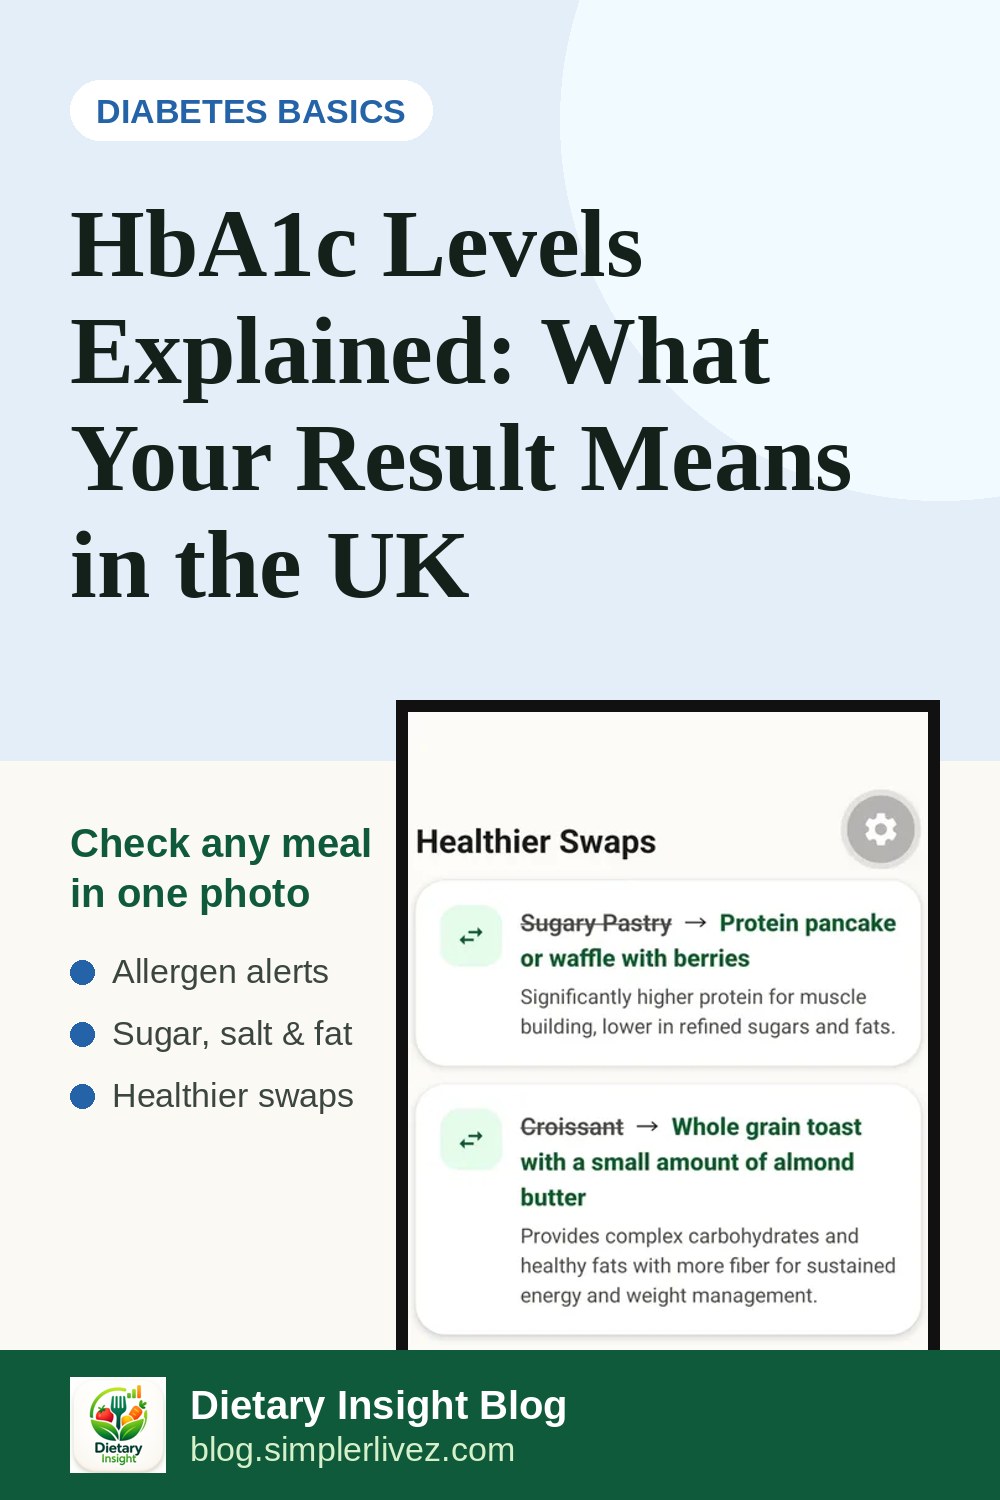 DIABETES BASICS
HbA1c Levels
Explained: What
Your Result Means
in the UK
Check any meal
in one photo
Allergen alerts
Sugar, salt & fat
Healthier swaps
Healthier Swaps
Sugary Pastry → Protein pancake
or waffle with berries
Significantly higher protein for muscle
building, lower in refined sugars and fats.
Croissant → Whole grain toast
with a small amount of almond
butter
Provides complex carbohydrates and
healthy fats with more fiber for sustained
energy and weight management.
Dietary
Insight
Dietary Insight Blog
blog.simplerlivez.com